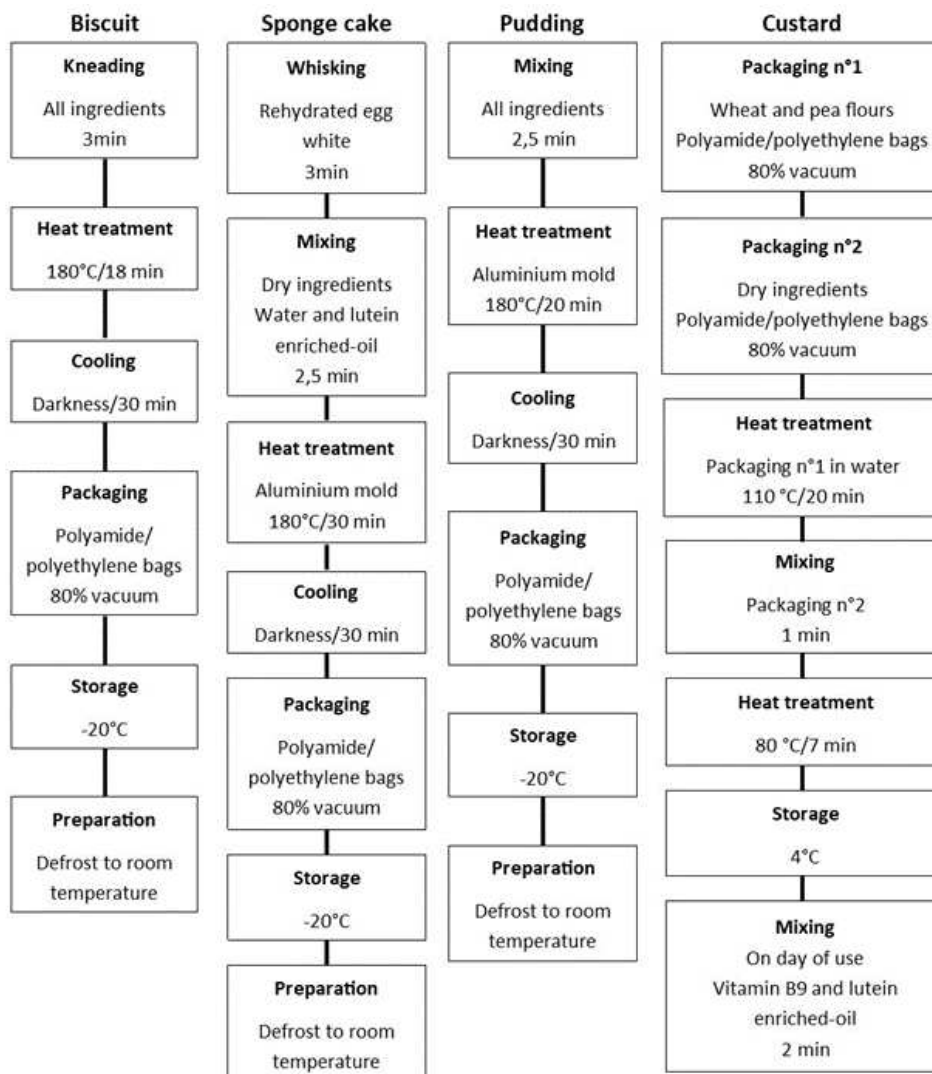 Biscuit
Kneading
All ingredients
3min
Heat treatment
180°C/18 min
Cooling
Darkness/30 min
Packaging
Polyamide/
polyethylene bags
80% vacuum
Storage
-20°C
Preparation
Defrost to room
temperature
Sponge cake
Whisking
Rehydrated egg
white
3min
Mixing
Dry ingredients
Water and lutein
enriched-oil
2,5 min
Heat treatment
Aluminium mold
180°C/30 min
Cooling
Darkness/30 min
Packaging
Polyamide/
polyethylene bags
80% vacuum
Storage
-20°C
Preparation
Defrost to room
temperature
Pudding
Mixing
All ingredients
2,5 min
Heat treatment
Aluminium mold
180°C/20 min
Cooling
Darkness/30 min
Packaging
Polyamide/
polyethylene bags
80% vacuum
Storage
-20°C
Preparation
Defrost to room
temperature
Custard
Packaging n°1
Wheat and pea flours
Polyamide/polyethylene bags
80% vacuum
Packaging n°2
Dry ingredients
Polyamide/polyethylene bags
80% vacuum
Heat treatment
Packaging n°1 in water
110 °C/20 min
Mixing
Packaging n°2
1 min
Heat treatment
80 °C/7 min
Storage
4°C
Mixing
On day of use
Vitamin B9 and lutein
enriched-oil
2 min